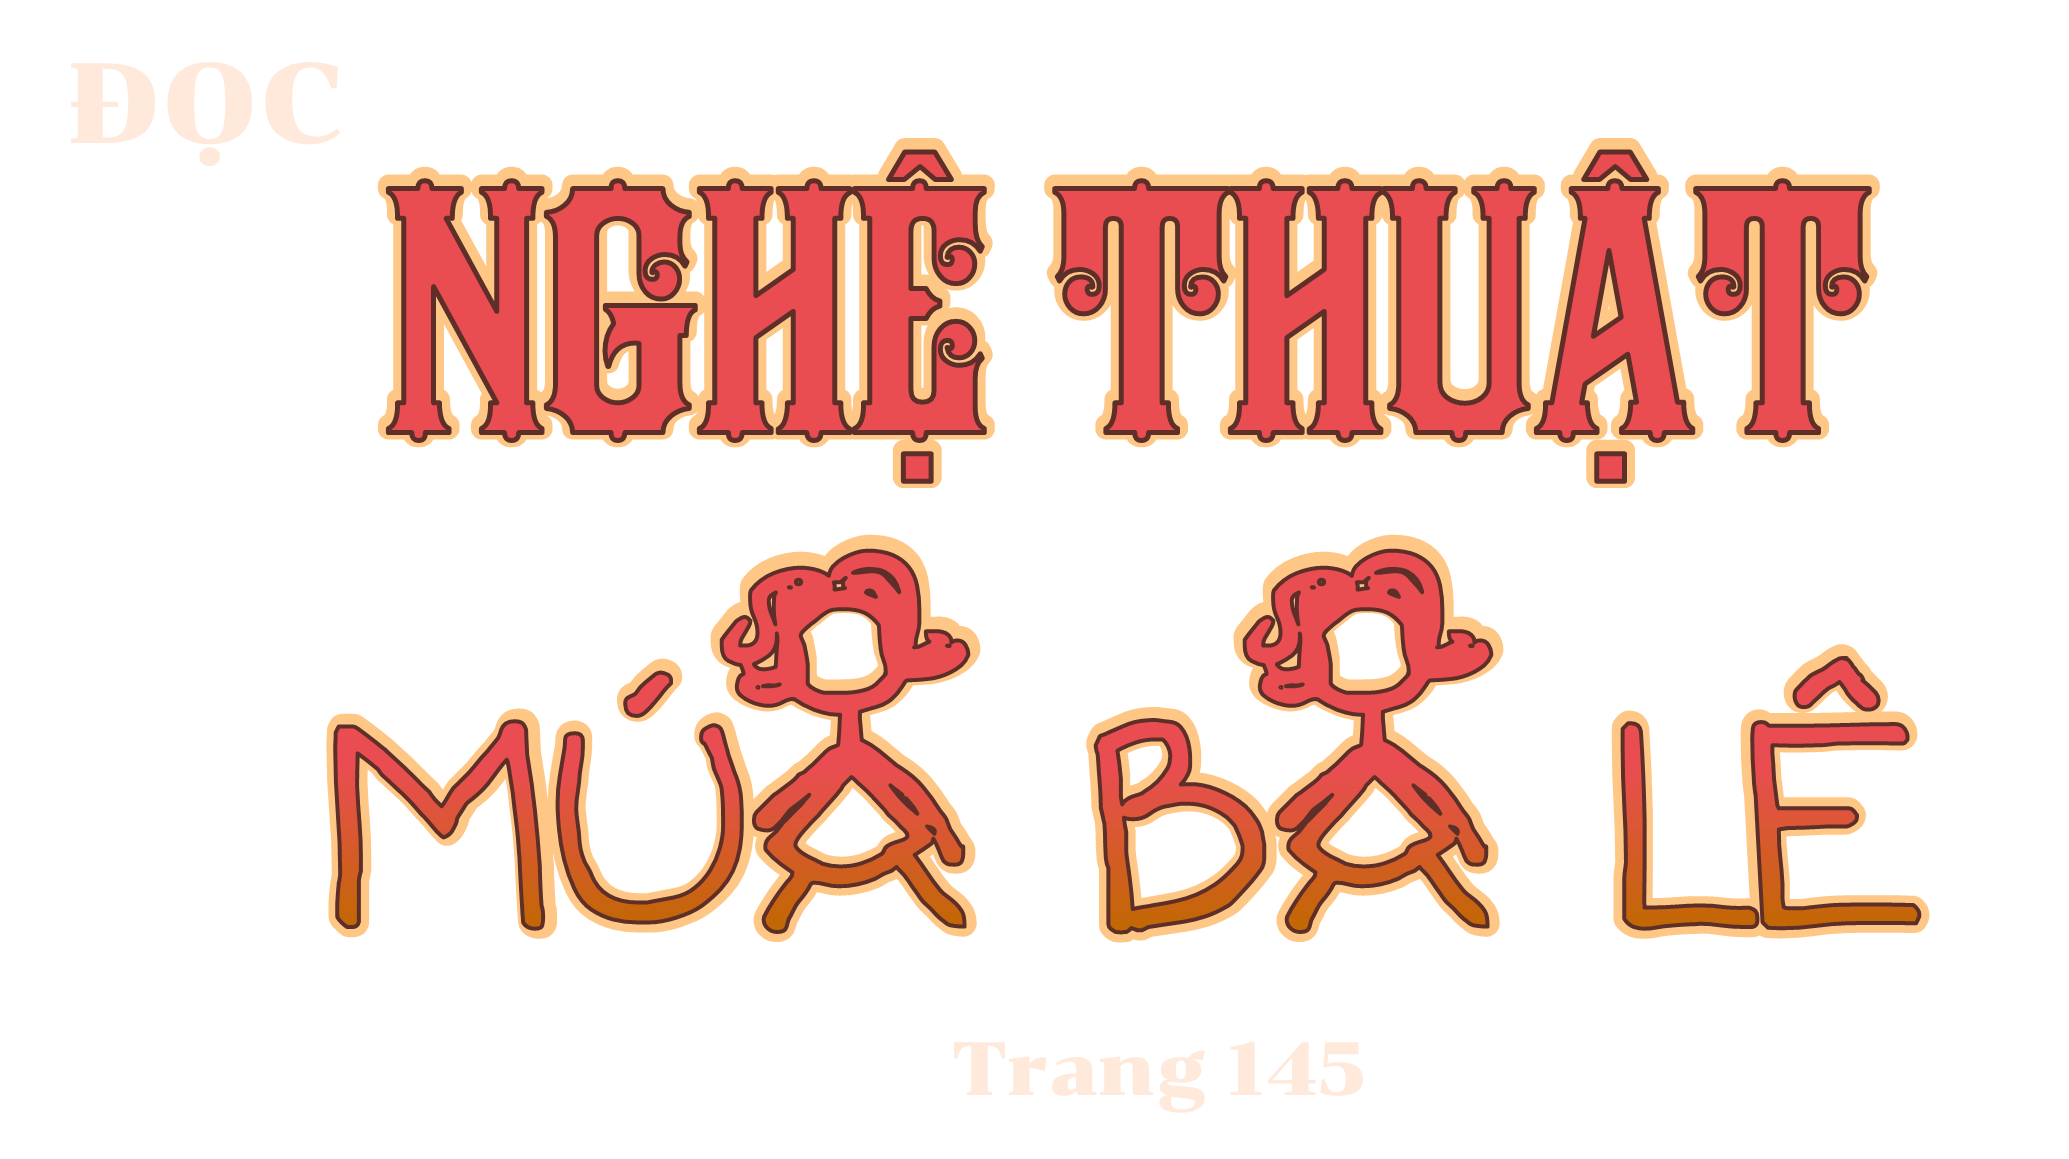 ĐỌC
NGHỆ THUẬT
MÚA BA LÊ
Trang 145